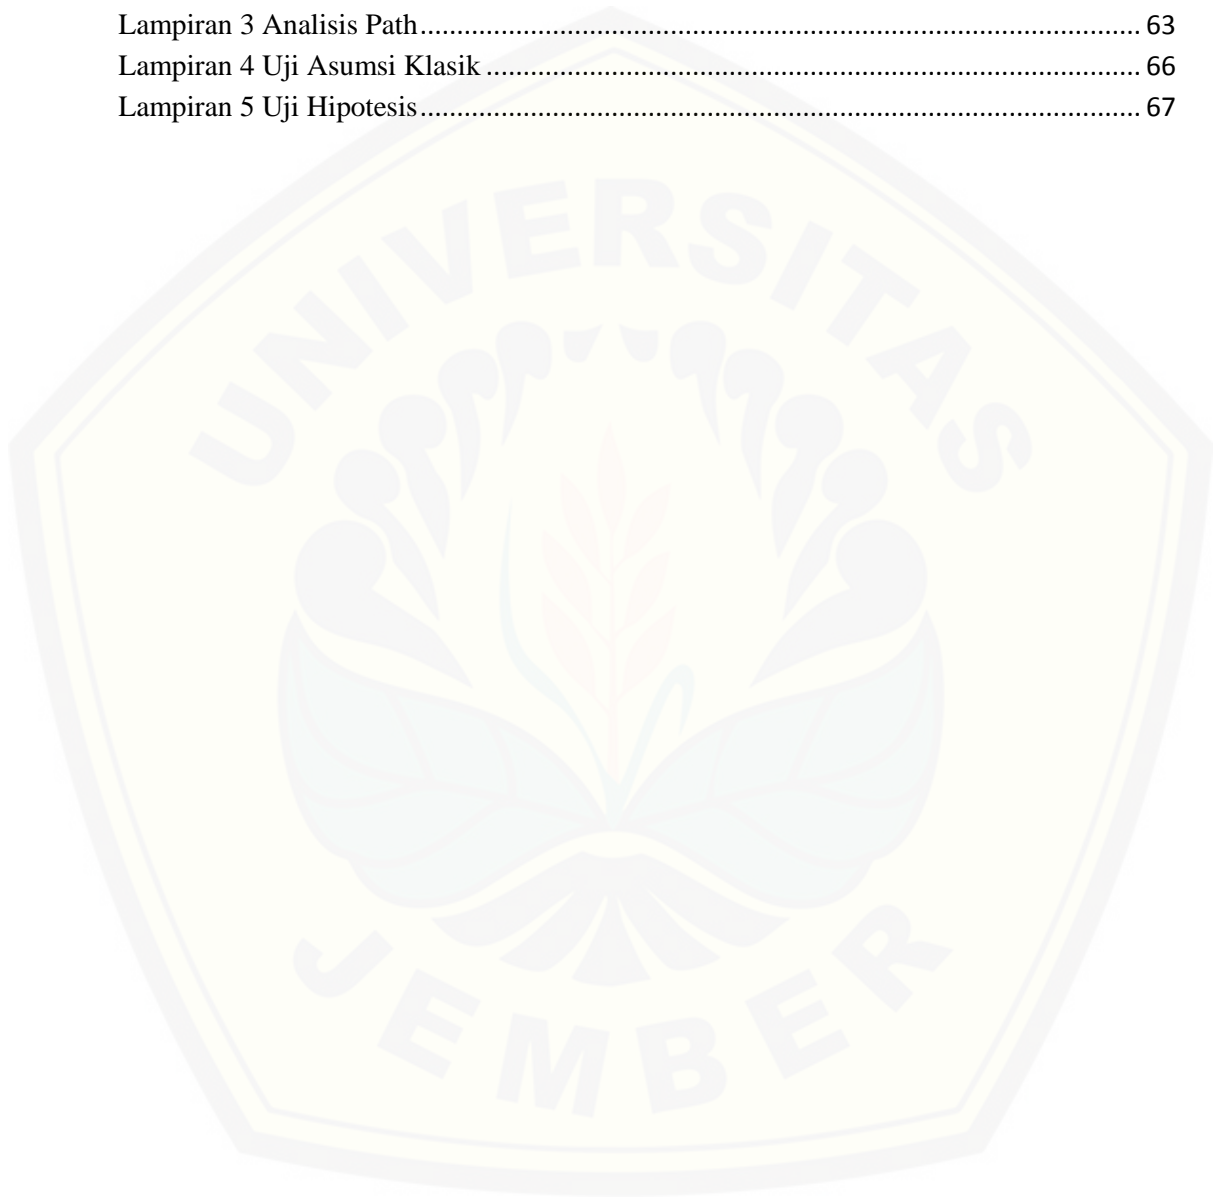 Lampiran 3 Analisis Path........................................................................................... 63
Lampiran 4 Uji Asumsi Klasik................................................................................... 66
Lampiran 5 Uji Hipotesis........................................................................................... 67
UNIVERSITAS
JEMBER